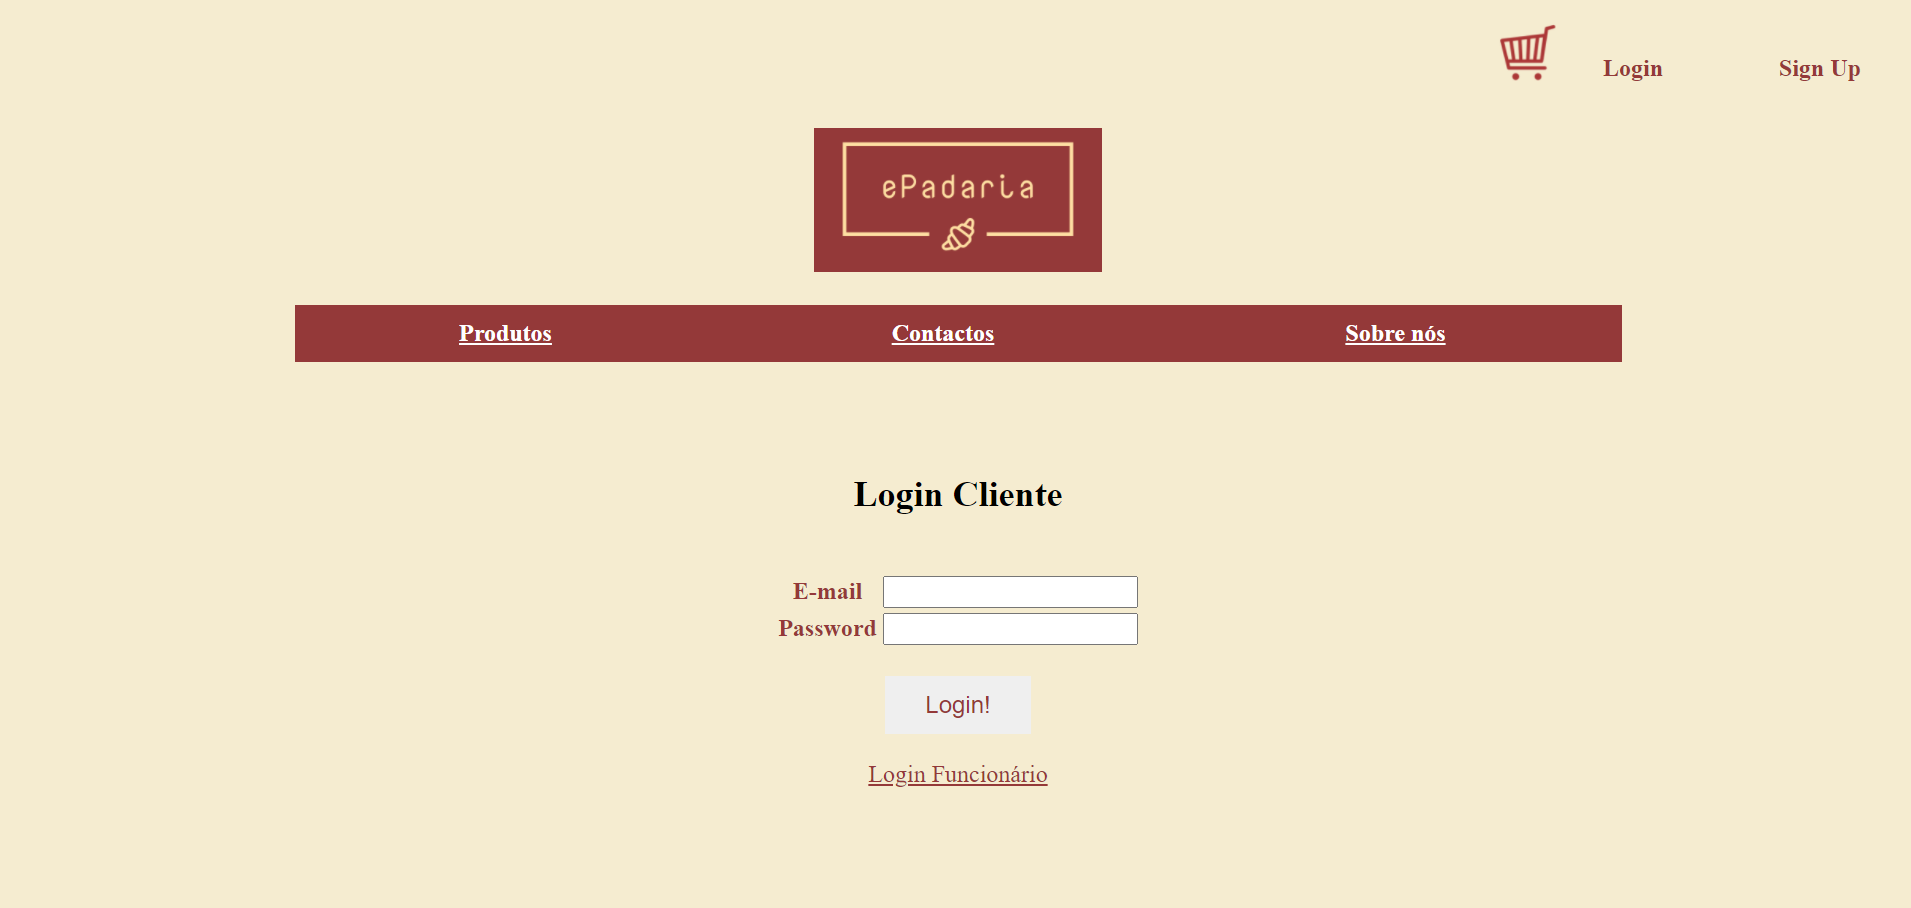 Login Sign Up
ePadaria
Produtos Contactos Sobre nós
Login Cliente
E-mail
Password
Login!
Login Funcionário